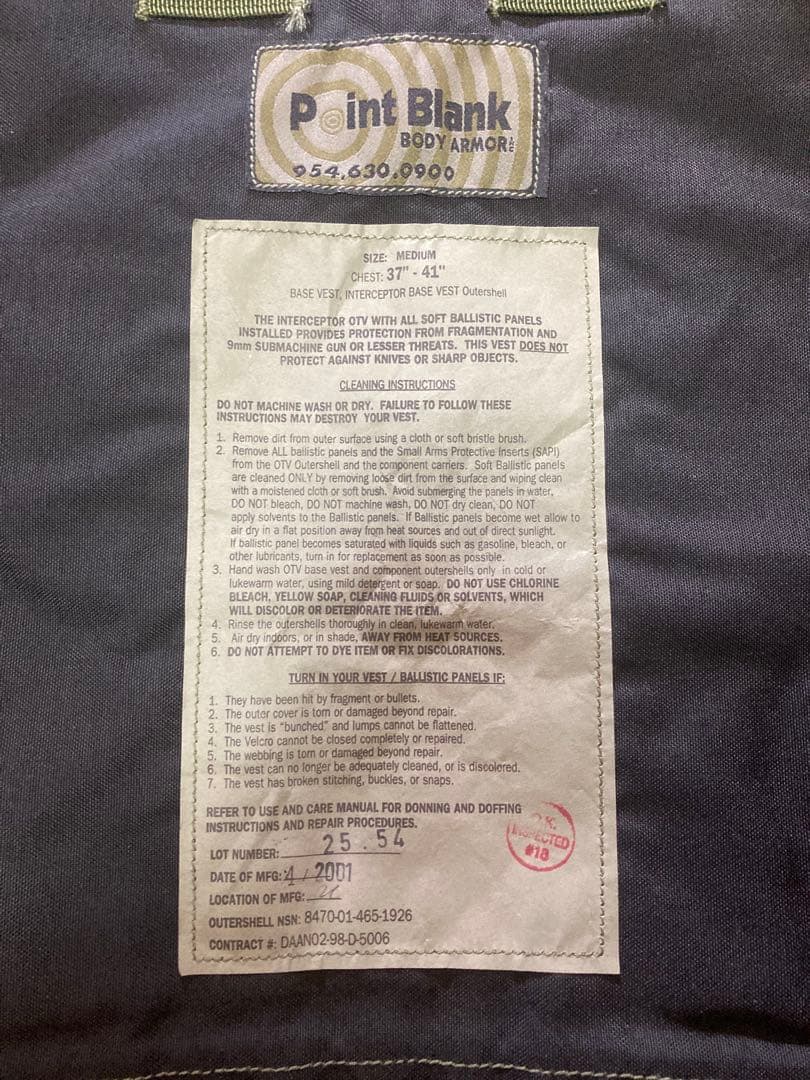 Point Blank
BODY ARMOR INC
954.630.0900
SIZE: MEDIUM
CHEST: 37" - 41"
BASE VEST, INTERCEPTOR BASE VEST Outershell
THE INTERCEPTOR OTV WITH ALL SOFT BALLISTIC PANELS
INSTALLED PROVIDES PROTECTION FROM FRAGMENTATION AND
9mm SUBMACHINE GUN OR LESSER THREATS. THIS VEST DOES NOT
PROTECT AGAINST KNIVES OR SHARP OBJECTS.
CLEANING INSTRUCTIONS
DO NOT MACHINE WASH OR DRY. FAILURE TO FOLLOW THESE
INSTRUCTIONS MAY DESTROY YOUR VEST.
1. Remove dirt from outer surface using a cloth or soft bristle brush.
2. Remove ALL ballistic panels and the Small Arms Protective Inserts (SAPI)
from the OTV Outershell and the component carriers. Soft Ballistic panels
are cleaned ONLY by removing loose dirt from the surface and wiping clean
with a moistened cloth or soft brush. Avoid submerging the panels in water,
DO NOT bleach, DO NOT machine wash, DO NOT dry clean, DO NOT
apply solvents to the Ballistic panels. If Ballistic panels become wet allow to
air dry in a flat position away from heat sources and out of direct sunlight.
If ballistic panel becomes saturated with liquids such as gasoline, bleach, or
other lubricants, turn in for replacement as soon as possible.
3. Hand wash OTV base vest and component outershells only in cold or
lukewarm water, using mild detergent or soap. DO NOT USE CHLORINE
BLEACH, YELLOW SOAP, CLEANING FLUIDS OR SOLVENTS, WHICH
WILL DISCOLOR OR DETERIORATE THE ITEM.
4. Rinse the outershells thoroughly in clean, lukewarm water.
5. Air dry indoors, or in shade, AWAY FROM HEAT SOURCES.
6. DO NOT ATTEMPT TO DYE ITEM OR FIX DISCOLORATIONS.
TURN IN YOUR VEST / BALLISTIC PANELS IF:
1. They have been hit by fragment or bullets.
2. The outer cover is torn or damaged beyond repair.
3. The vest is "bunched" and lumps cannot be flattened.
4. The Velcro cannot be closed completely or repaired.
5. The webbing is torn or damaged beyond repair.
6. The vest can no longer be adequately cleaned, or is discolored.
7. The vest has broken stitching, buckles, or snaps.
REFER TO USE AND CARE MANUAL FOR DONNING AND DOFFING
INSTRUCTIONS AND REPAIR PROCEDURES.
LOT NUMBER: 25.54
DATE OF MFG: 4 / 2001
LOCATION OF MFG:
OUTERSHELL NSN: 8470-01-465-1926
CONTRACT #: DAAN02-98-D-5006
O.K.
INSPECTED
#18